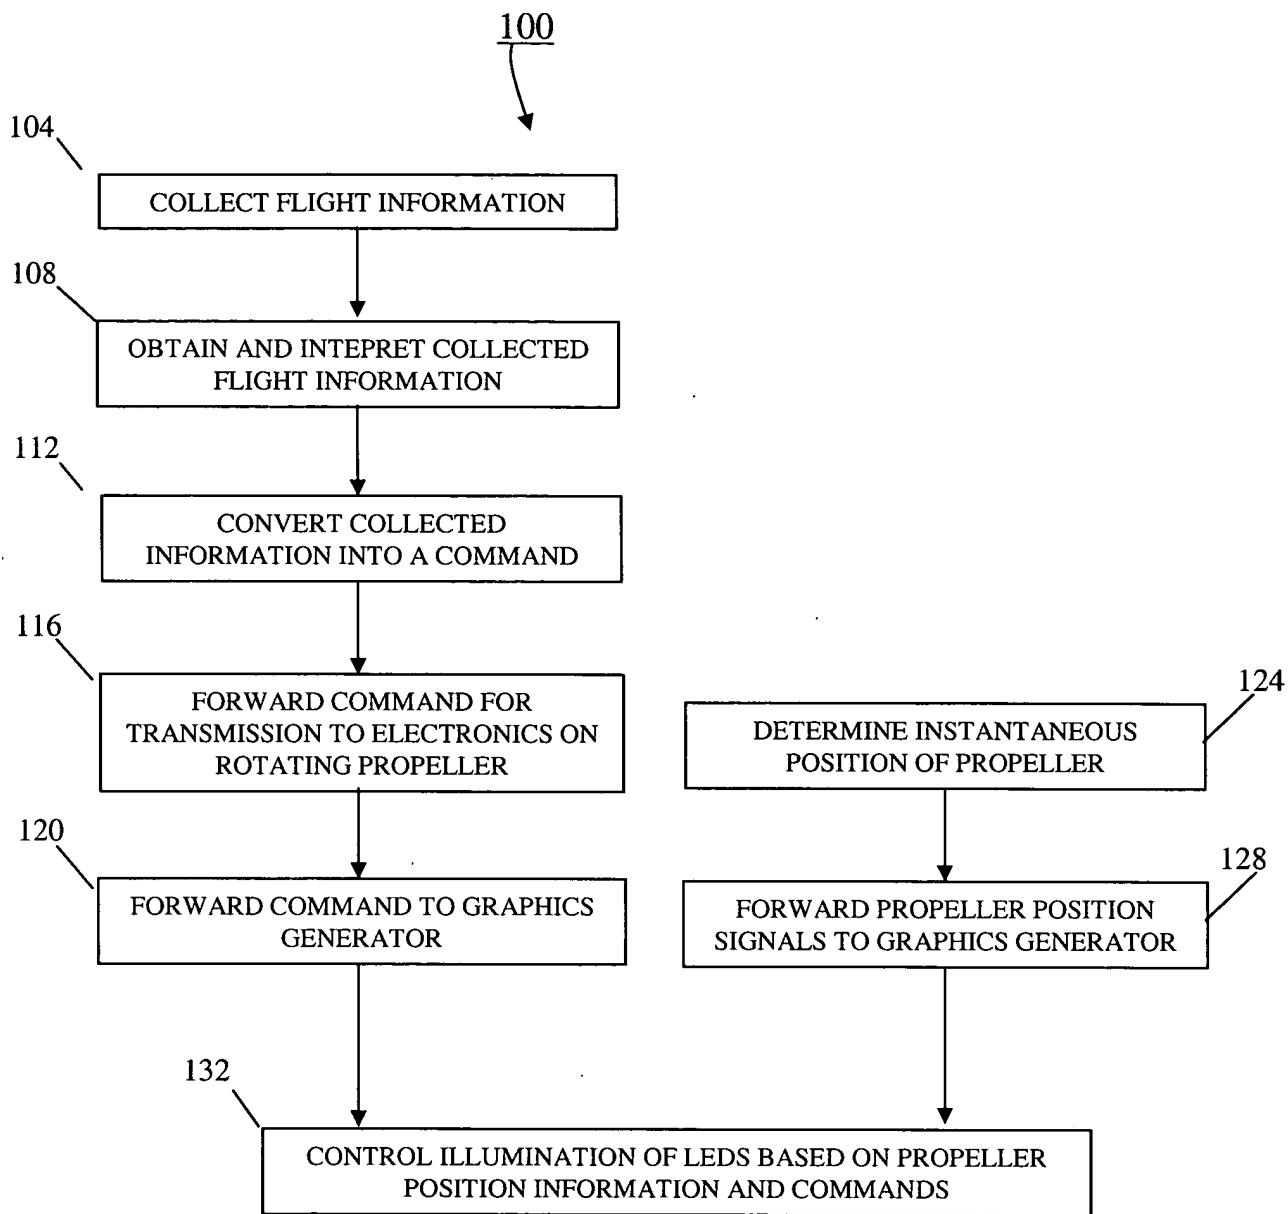 100
104
COLLECT FLIGHT INFORMATION
108
OBTAIN AND INTEPRET COLLECTED
FLIGHT INFORMATION
112
CONVERT COLLECTED
INFORMATION INTO A COMMAND
116
FORWARD COMMAND FOR
TRANSMISSION TO ELECTRONICS ON
ROTATING PROPELLER
124
DETERMINE INSTANTANEOUS
POSITION OF PROPELLER
120
FORWARD COMMAND TO GRAPHICS
GENERATOR
128
FORWARD PROPELLER POSITION
SIGNALS TO GRAPHICS GENERATOR
132
CONTROL ILLUMINATION OF LEDS BASED ON PROPELLER
POSITION INFORMATION AND COMMANDS